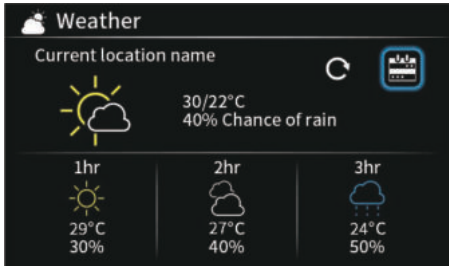 Weather
Current location name
30/22°C
40% Chance of rain
1hr 2hr 3hr
29°C 27°C 24°C
30% 40% 50%